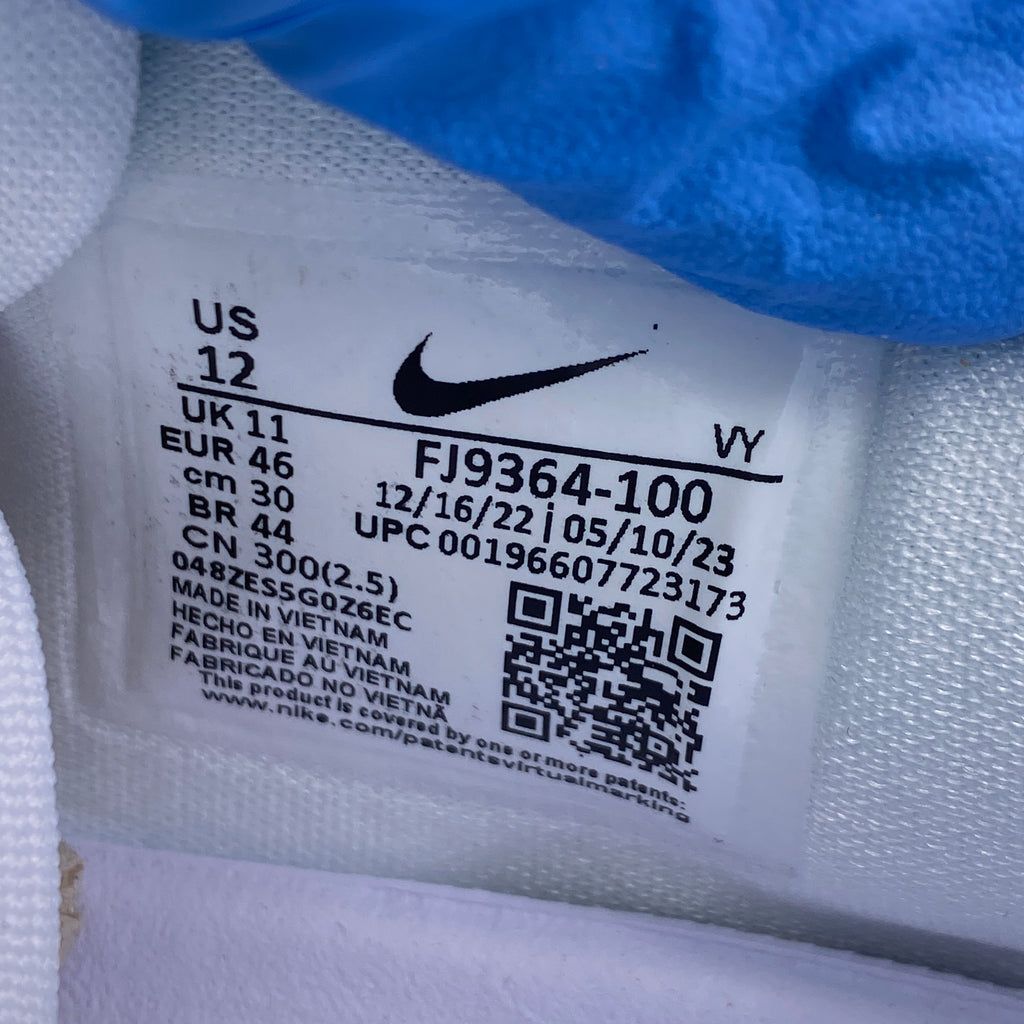 US
12
VY
UK 11
EUR 46
cm 30
BR 44
CN 300(2.5)
FJ9364-100
12/16/22 | 05/10/23
UPC 00196607723173
048ZES5G0Z6EC
MADE IN VIETNAM
HECHO EN VIETNAM
FABRIQUE AU VIETNAM
FABRICADO NO VIETNÃ
This product is covered by one or more patents:
www.nike.com/patentsvirtualmarking